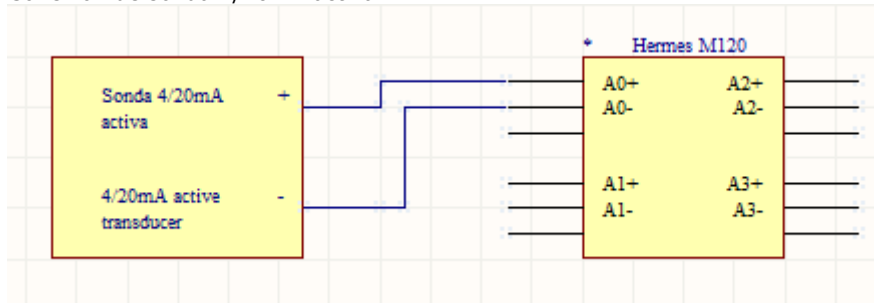 * Hermes M120
Sonda 4/20mA +
activa
4/20mA active -
transducer
A0+ A2+
A0- A2-
A1+ A3+
A1- A3-